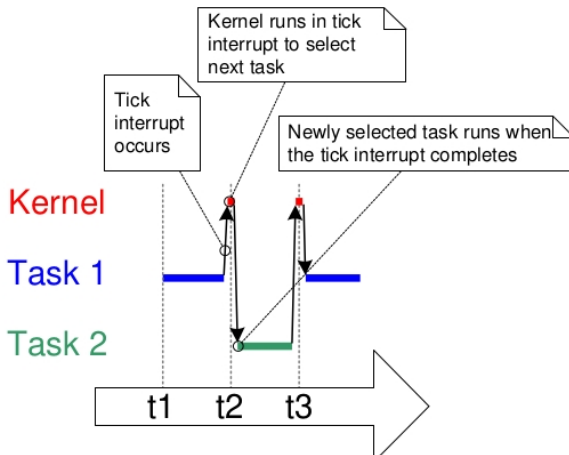 Kernel runs in tick
interrupt to select
next task
Tick
interrupt
occurs
Newly selected task runs when
the tick interrupt completes
Kernel
Task 1
Task 2
t1 t2 t3